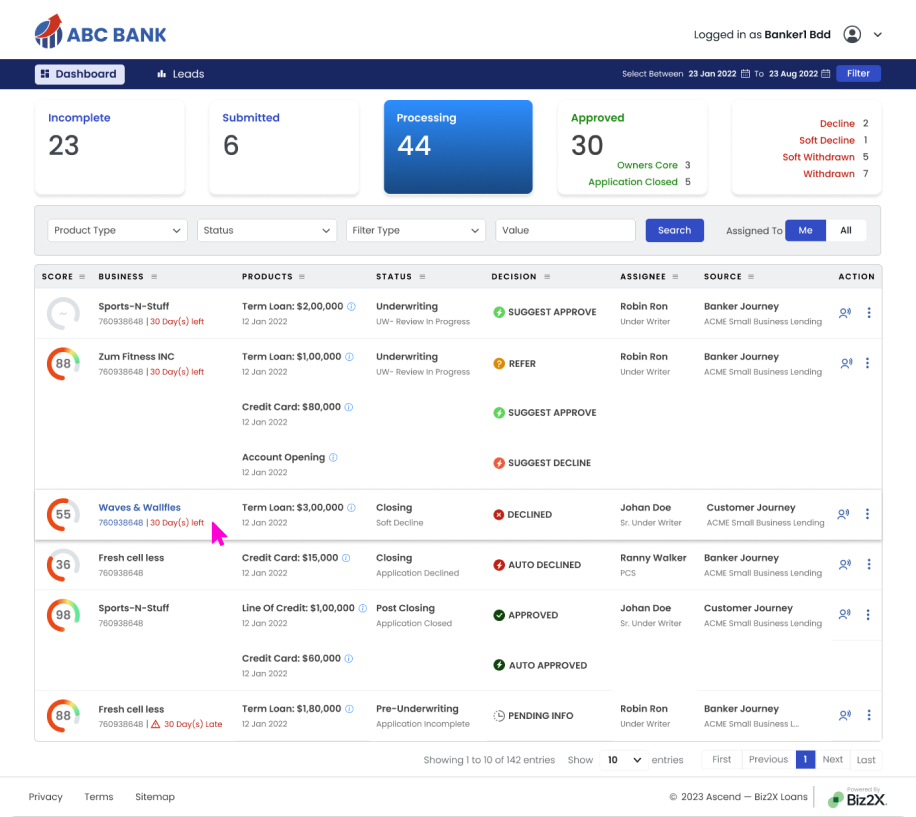 ABC BANK
Logged in as Banker1 Bdd
Dashboard
Leads
Select Between 23 Jan 2022 To 23 Aug 2022 Filter
Incomplete
23
Submitted
6
Processing
44
Approved
30
Owners Core 3
Application Closed 5
Decline 2
Soft Decline 1
Soft Withdrawn 5
Withdrawn 7
Product Type
Status
Filter Type
Value
Search
Assigned To Me All
SCORE BUSINESS PRODUCTS STATUS DECISION ASSIGNEE SOURCE ACTION
~ Sports-N-Stuff Term Loan: $2,00,000 Underwriting SUGGEST APPROVE Robin Ron Banker Journey
760938648 | 30 Day(s) left 12 Jan 2022 UW- Review In Progress Under Writer ACME Small Business Lending
88 Zum Fitness INC Term Loan: $1,00,000 Underwriting REFER Robin Ron Banker Journey
760938648 | 30 Day(s) left 12 Jan 2022 UW- Review In Progress Under Writer ACME Small Business Lending
Credit Card: $80,000 SUGGEST APPROVE
12 Jan 2022
Account Opening SUGGEST DECLINE
12 Jan 2022
55 Waves & Wallfles Term Loan: $3,00,000 Closing DECLINED Johan Doe Customer Journey
760938648 | 30 Day(s) left 12 Jan 2022 Soft Decline Sr. Under Writer ACME Small Business Lending
36 Fresh cell less Credit Card: $15,000 Closing AUTO DECLINED Ranny Walker Banker Journey
760938648 12 Jan 2022 Application Declined PCS ACME Small Business Lending
98 Sports-N-Stuff Line Of Credit: $1,00,000 Post Closing APPROVED Johan Doe Customer Journey
760938648 12 Jan 2022 Application Closed Sr. Under Writer ACME Small Business Lending
Credit Card: $60,000 AUTO APPROVED
12 Jan 2022
88 Fresh cell less Term Loan: $1,80,000 Pre-Underwriting PENDING INFO Robin Ron Banker Journey
760938648 | 30 Day(s) Late 12 Jan 2022 Application Incomplete Under Writer ACME Small Business L...
Showing 1 to 10 of 142 entries Show 10 entries First Previous 1 Next Last
Privacy Terms Sitemap
© 2023 Ascend — Biz2X Loans
Powered by
Biz2X.